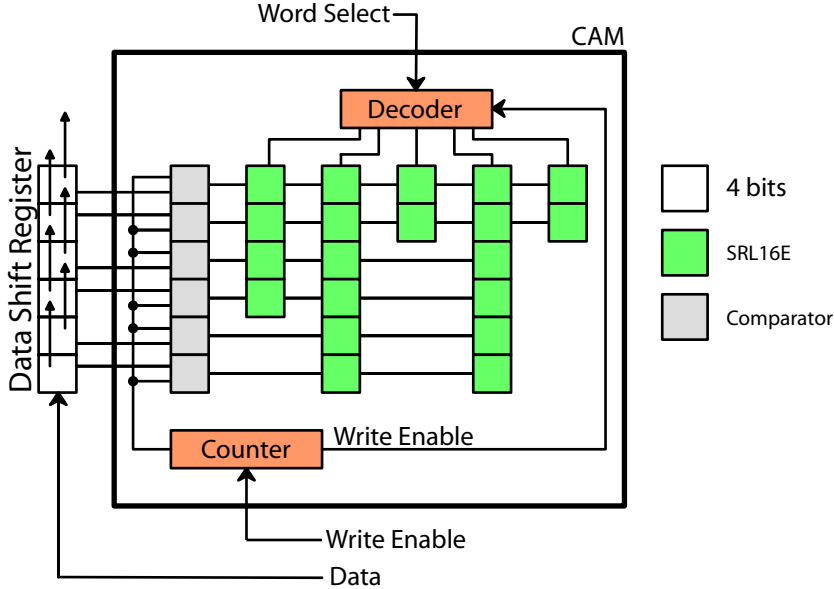 Word Select
CAM
Decoder
Data Shift Register
4 bits
SRL16E
Comparator
Write Enable
Counter
Write Enable
Data